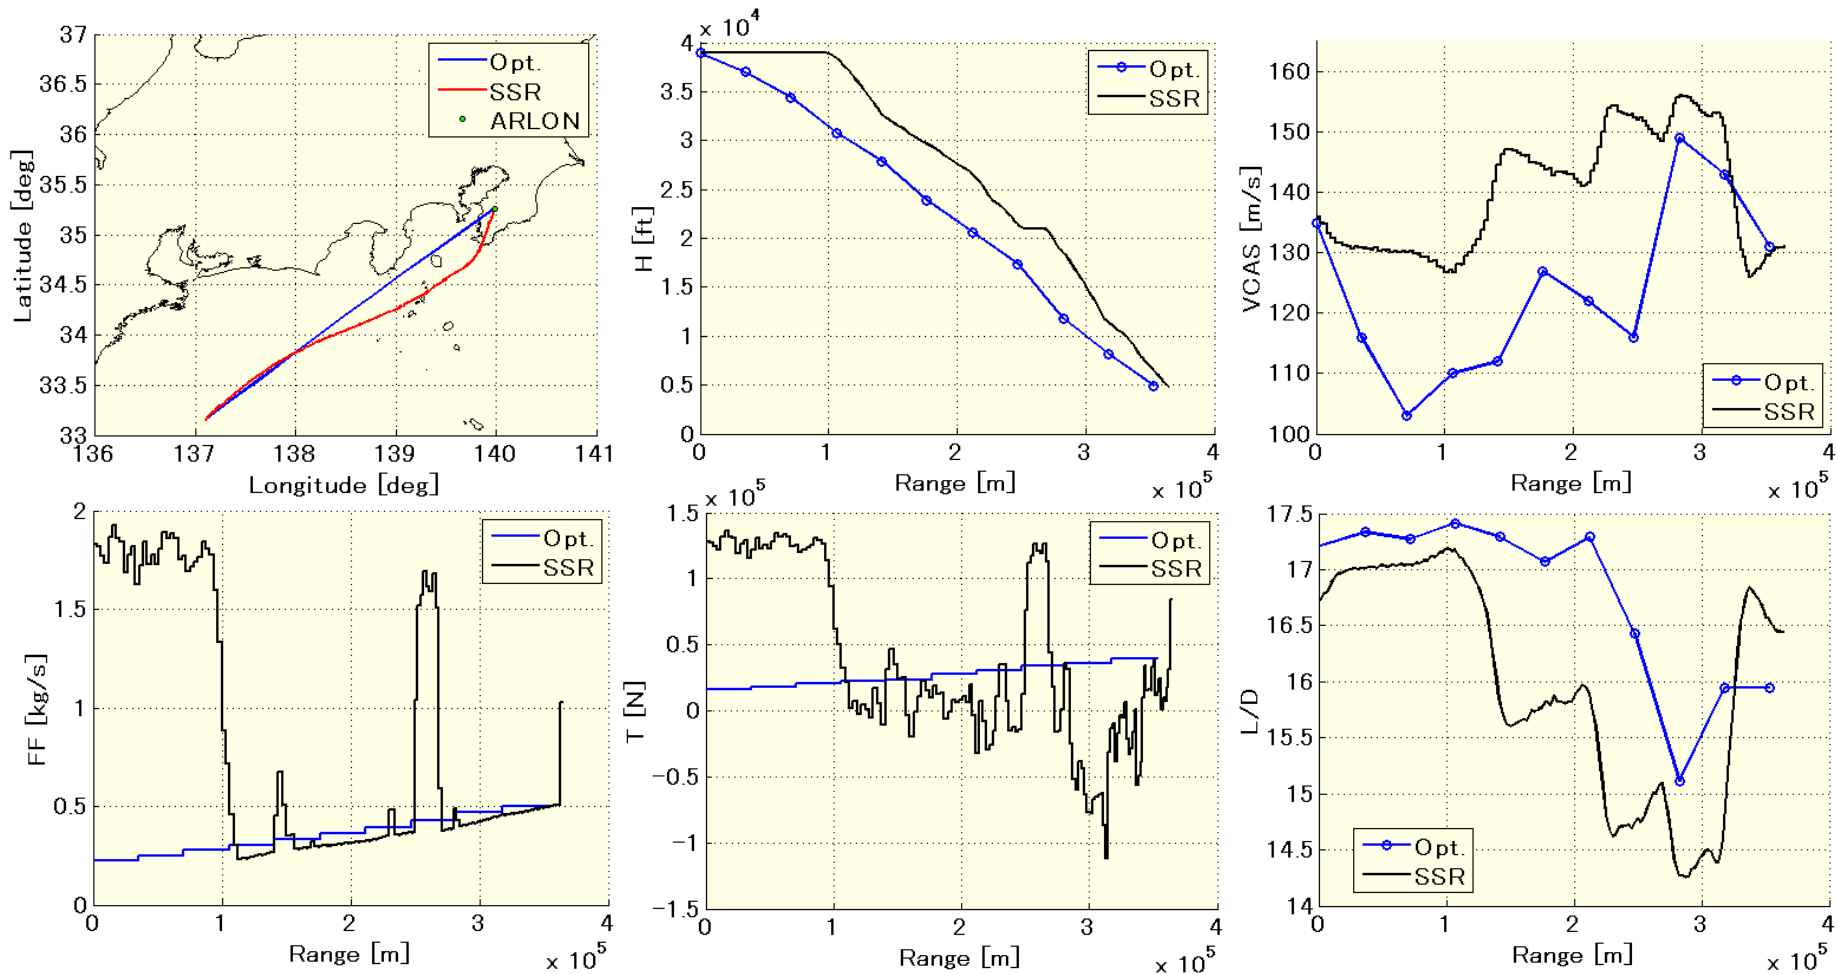 37
36.5
36
35.5
35
34.5
34
33.5
33
136
137
138
139
140
141
Latitude [deg]
Longitude [deg]
Opt.
SSR
ARLON
x 10^4
4
3.5
3
2.5
2
1.5
1
0.5
0
0
1
2
3
4
H [ft]
Range [m]
x 10^5
Opt.
SSR
160
150
140
130
120
110
100
0
1
2
3
4
VCAS [m/s]
Range [m]
x 10^5
Opt.
SSR
2
1.5
1
0.5
0
0
1
2
3
4
FF [kg/s]
Range [m]
x 10^5
Opt.
SSR
x 10^5
1.5
1
0.5
0
−0.5
−1
−1.5
0
1
2
3
4
T [N]
Range [m]
x 10^5
Opt.
SSR
17.5
17
16.5
16
15.5
15
14.5
14
0
1
2
3
4
L/D
Range [m]
x 10^5
Opt.
SSR